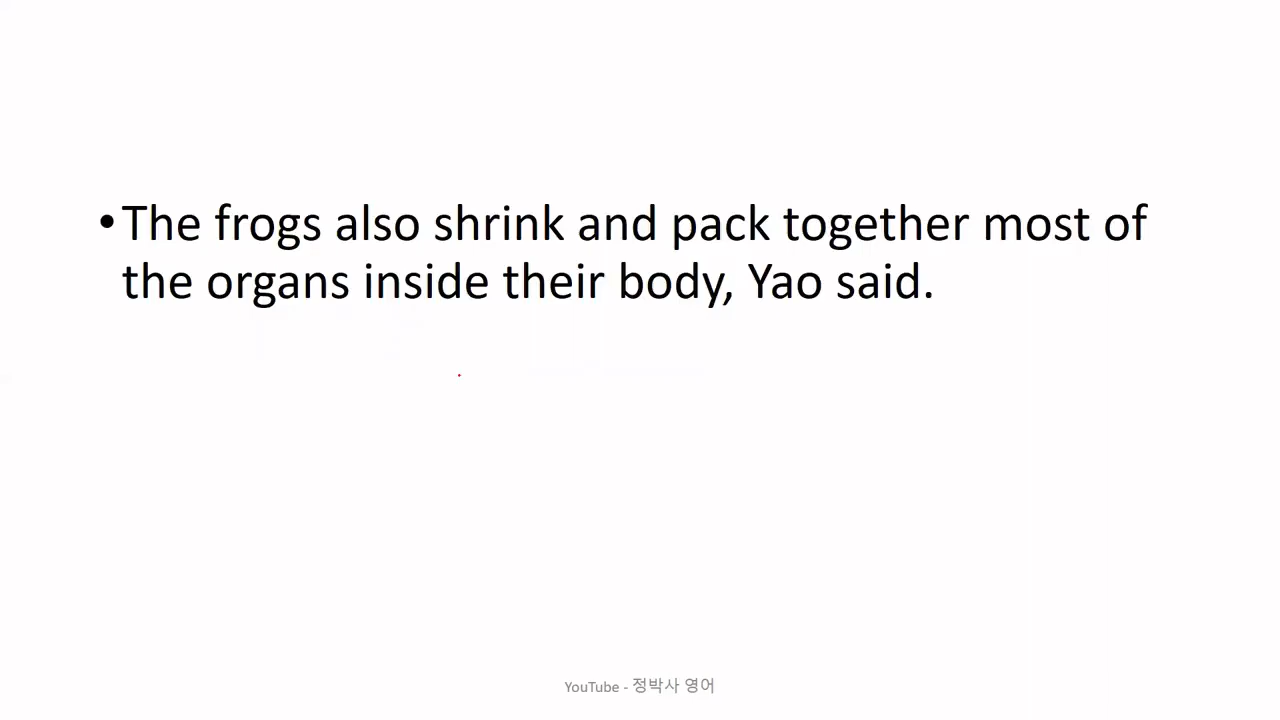 •The frogs also shrink and pack together most of
the organs inside their body, Yao said.
YouTube - 정박사 영어